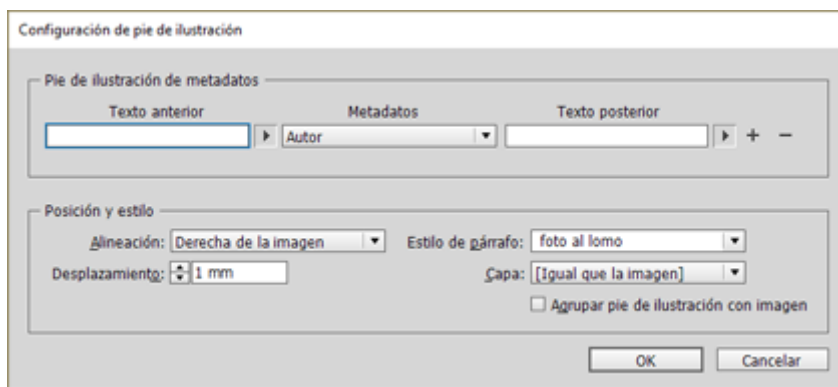 Configuración de pie de ilustración
Pie de ilustración de metadatos
Texto anterior Metadatos Texto posterior
Autor + −
Posición y estilo
Alineación: Derecha de la imagen Estilo de párrafo: foto al lomo
Desplazamiento: 1 mm Capa: [Igual que la imagen]
Agrupar pie de ilustración con imagen
OK Cancelar